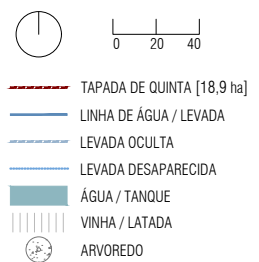 0 20 40
TAPADA DE QUINTA [18,9 ha]
LINHA DE ÁGUA / LEVADA
LEVADA OCULTA
LEVADA DESAPARECIDA
ÁGUA / TANQUE
VINHA / LATADA
ARVOREDO